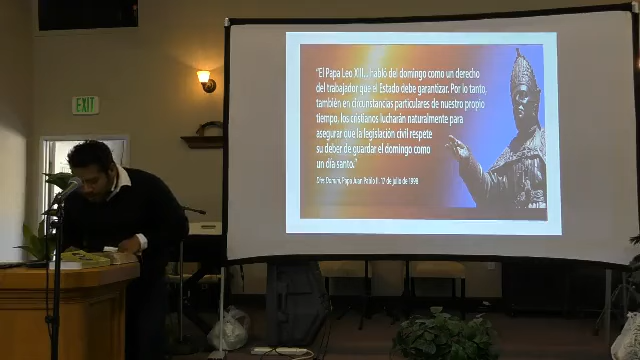 EXIT
"El Papa Leo XIII... habló del domingo como un derecho
del trabajador que el Estado debe garantizar. Por lo tanto,
también en circunstancias particulares de nuestro propio
tiempo, los cristianos lucharán naturalmente para
asegurar que la legislación civil respete
su deber de guardar el domingo como
un día santo."
Dies Domini, Papa Juan Pablo II, 17 de julio de 1998